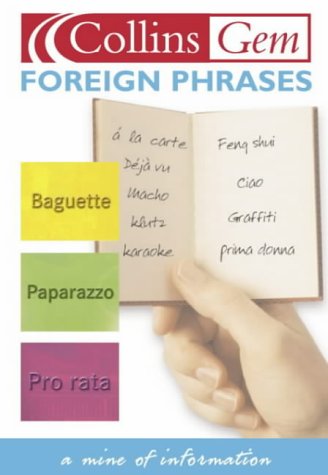 Collins Gem
FOREIGN PHRASES
á la carte
Déjà vu
Macho
klutz
karaoke
Feng shui
Ciao
Graffiti
prima donna
Baguette
Paparazzo
Pro rata
a mine of information